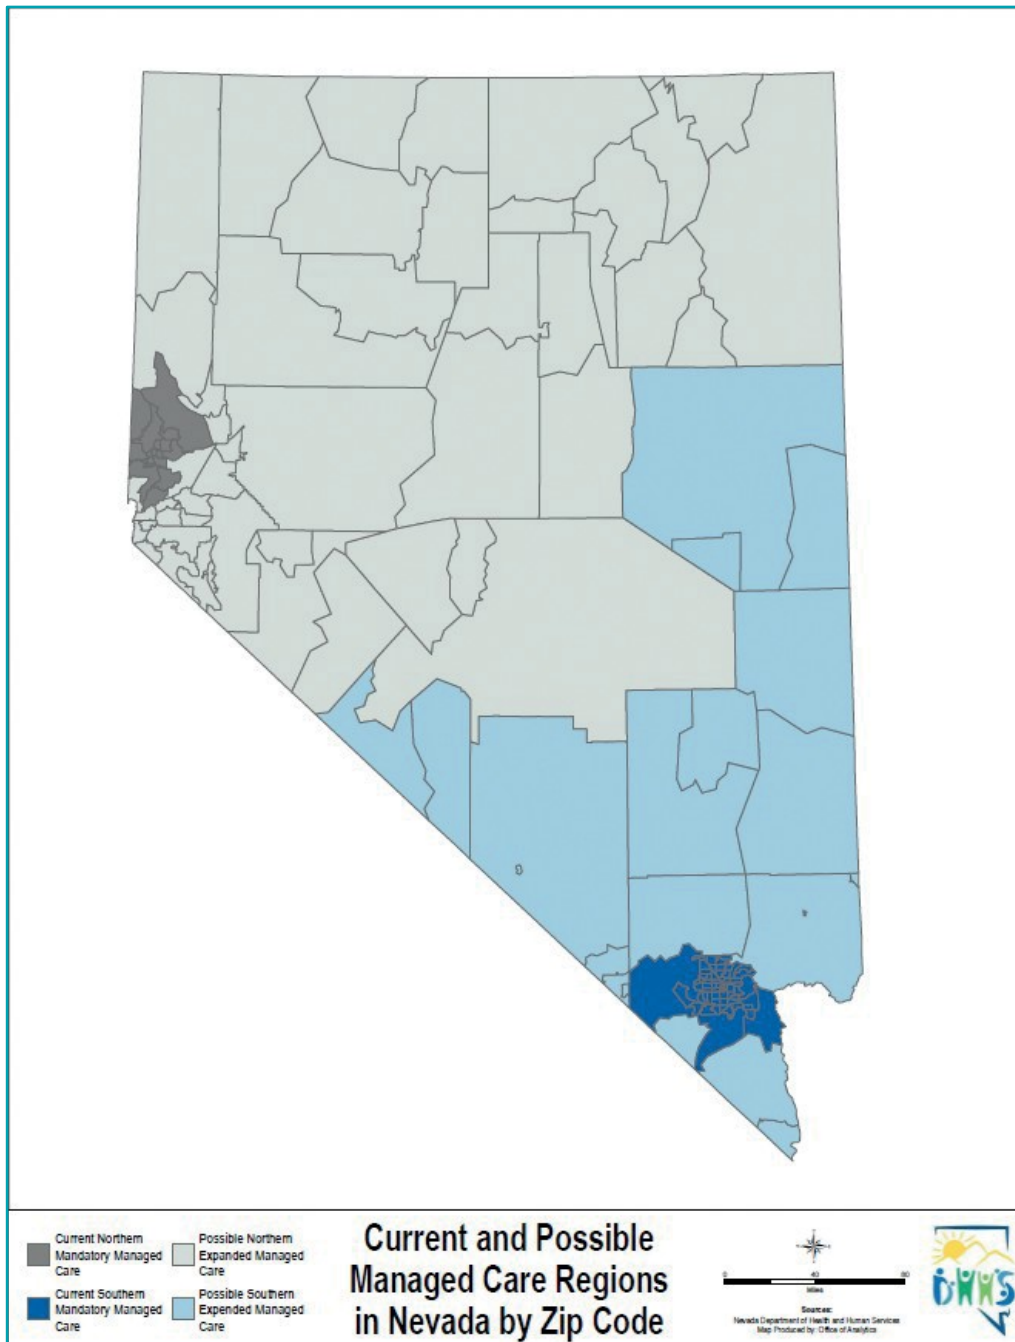 Current Northern
Mandatory Managed
Care
Possible Northern
Expanded Managed
Care
Current Southern
Mandatory Managed
Care
Possible Southern
Expended Managed
Care
Current and Possible
Managed Care Regions
in Nevada by Zip Code
0 40 80
Miles
Sources:
Nevada Department of Health and Human Services
Map Produced by: Office of Analytics
DHHS